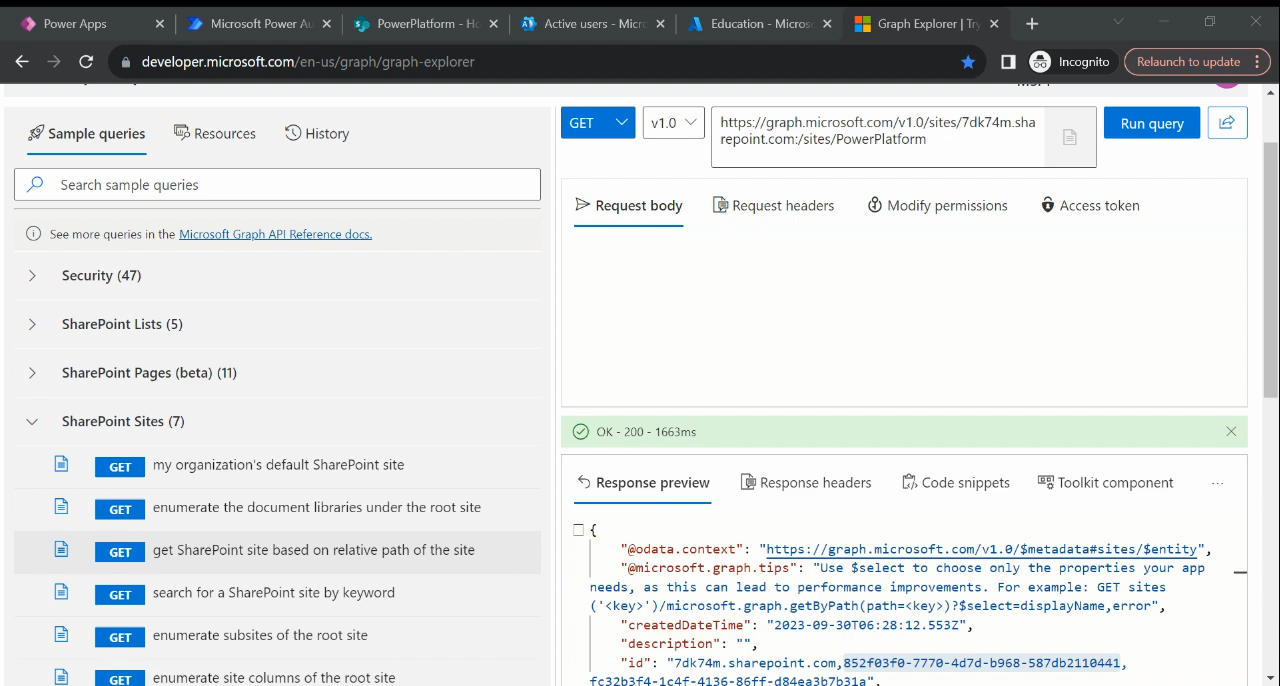 Power Apps
Microsoft Power Au
PowerPlatform - Ho
Active users - Micro
Education - Micros
Graph Explorer | Try
developer.microsoft.com/en-us/graph/graph-explorer
Incognito
Relaunch to update
Sample queries
Resources
History
GET
v1.0
https://graph.microsoft.com/v1.0/sites/7dk74m.sha
repoint.com:/sites/PowerPlatform
Run query
Search sample queries
See more queries in the Microsoft Graph API Reference docs.
Security (47)
SharePoint Lists (5)
SharePoint Pages (beta) (11)
SharePoint Sites (7)
GET my organization's default SharePoint site
GET enumerate the document libraries under the root site
GET get SharePoint site based on relative path of the site
GET search for a SharePoint site by keyword
GET enumerate subsites of the root site
GET enumerate site columns of the root site
Request body
Request headers
Modify permissions
Access token
OK - 200 - 1663ms
Response preview
Response headers
Code snippets
Toolkit component
...
{
"@odata.context": "https://graph.microsoft.com/v1.0/$metadata#sites/$entity",
"@microsoft.graph.tips": "Use $select to choose only the properties your app
needs, as this can lead to performance improvements. For example: GET sites
('<key>')/microsoft.graph.getByPath(path=<key>)?$select=displayName,error",
"createdDateTime": "2023-09-30T06:28:12.553Z",
"description": "",
"id": "7dk74m.sharepoint.com,852f03f0-7770-4d7d-b968-587db2110441,
fc32b3f4-1c4f-4136-86ff-d84ea3b7b31a",